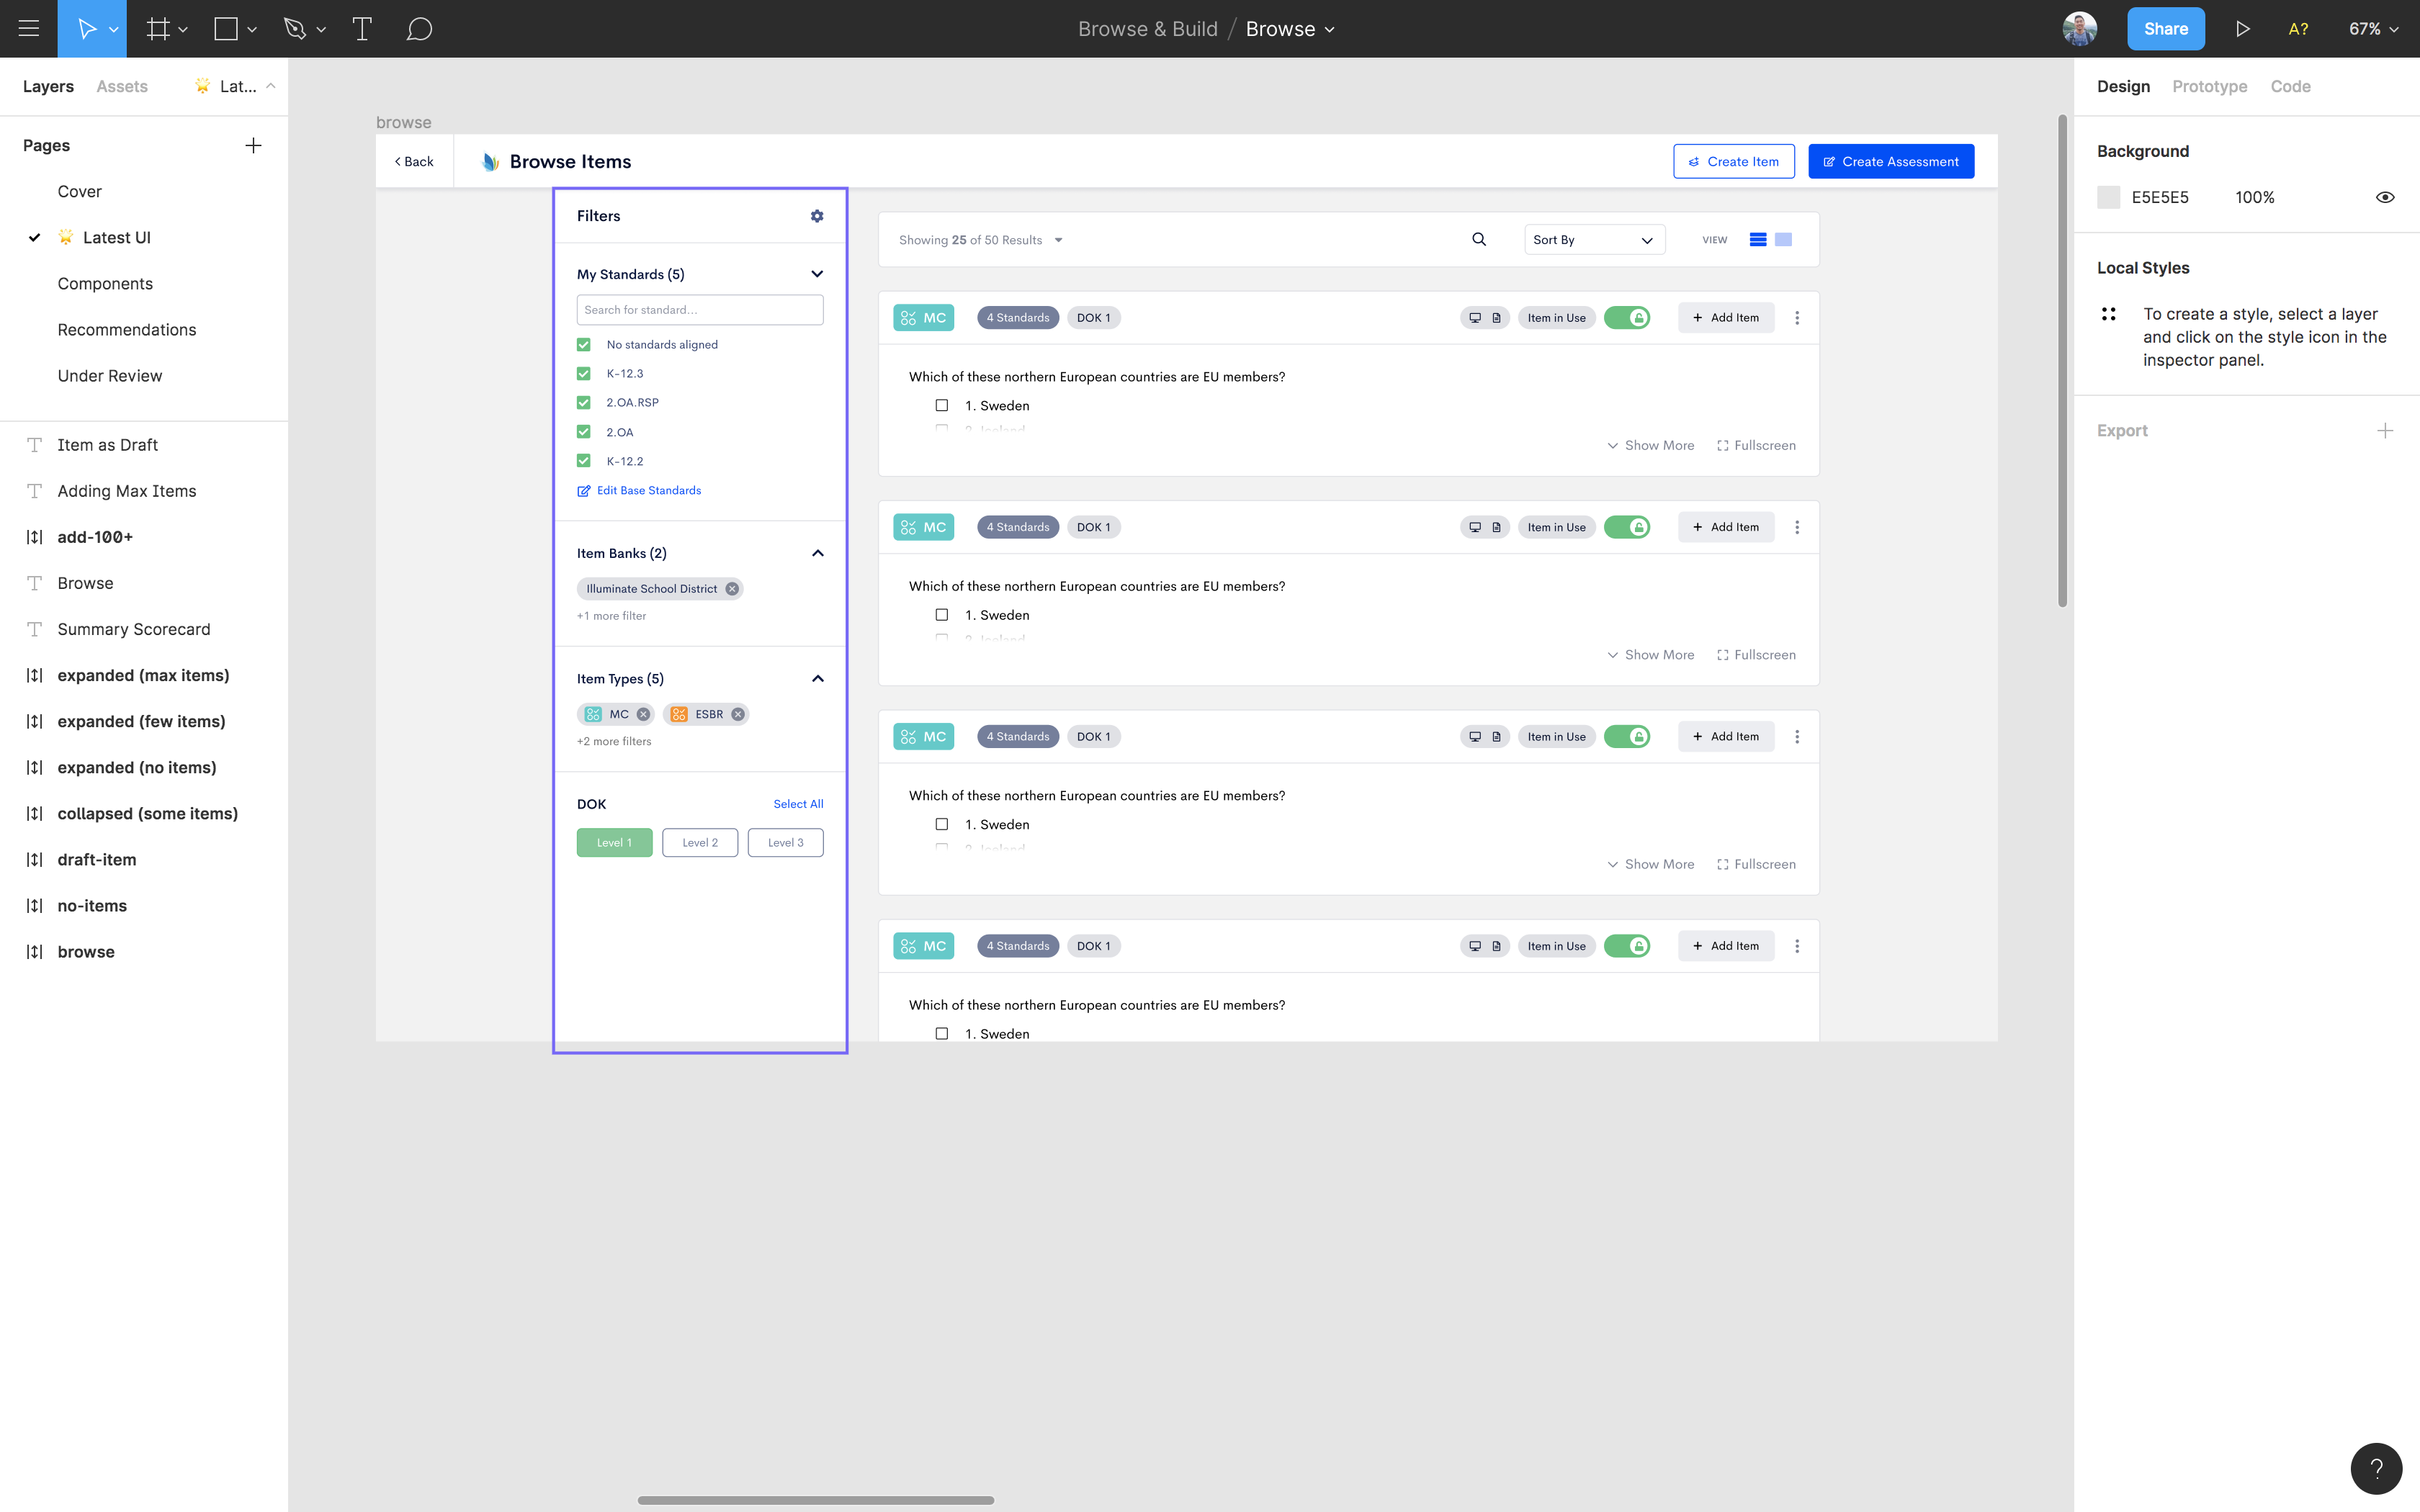 Browse & Build / Browse
Share
A?
67%
Layers
Assets
Lat...
Pages
Cover
Latest UI
Components
Recommendations
Under Review
Item as Draft
Adding Max Items
add-100+
Browse
Summary Scorecard
expanded (max items)
expanded (few items)
expanded (no items)
collapsed (some items)
draft-item
no-items
browse
browse
Back
Browse Items
Create Item
Create Assessment
Filters
My Standards (5)
Search for standard...
No standards aligned
K-12.3
2.OA.RSP
2.OA
K-12.2
Edit Base Standards
Item Banks (2)
Illuminate School District
+1 more filter
Item Types (5)
MC
ESBR
+2 more filters
DOK
Select All
Level 1
Level 2
Level 3
Showing 25 of 50 Results
Sort By
VIEW
MC
4 Standards
DOK 1
Item in Use
+ Add Item
Which of these northern European countries are EU members?
1. Sweden
2. Iceland
Show More
Fullscreen
MC
4 Standards
DOK 1
Item in Use
+ Add Item
Which of these northern European countries are EU members?
1. Sweden
2. Iceland
Show More
Fullscreen
MC
4 Standards
DOK 1
Item in Use
+ Add Item
Which of these northern European countries are EU members?
1. Sweden
2. Iceland
Show More
Fullscreen
MC
4 Standards
DOK 1
Item in Use
+ Add Item
Which of these northern European countries are EU members?
1. Sweden
Design
Prototype
Code
Background
E5E5E5
100%
Local Styles
To create a style, select a layer
and click on the style icon in the
inspector panel.
Export
?